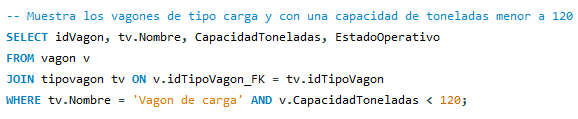 -- Muestra los vagones de tipo carga y con una capacidad de toneladas menor a 120
SELECT idVagon, tv.Nombre, CapacidadToneladas, EstadoOperativo
FROM vagon v
JOIN tipovagon tv ON v.idTipoVagon_FK = tv.idTipoVagon
WHERE tv.Nombre = 'Vagon de carga' AND v.CapacidadToneladas < 120;